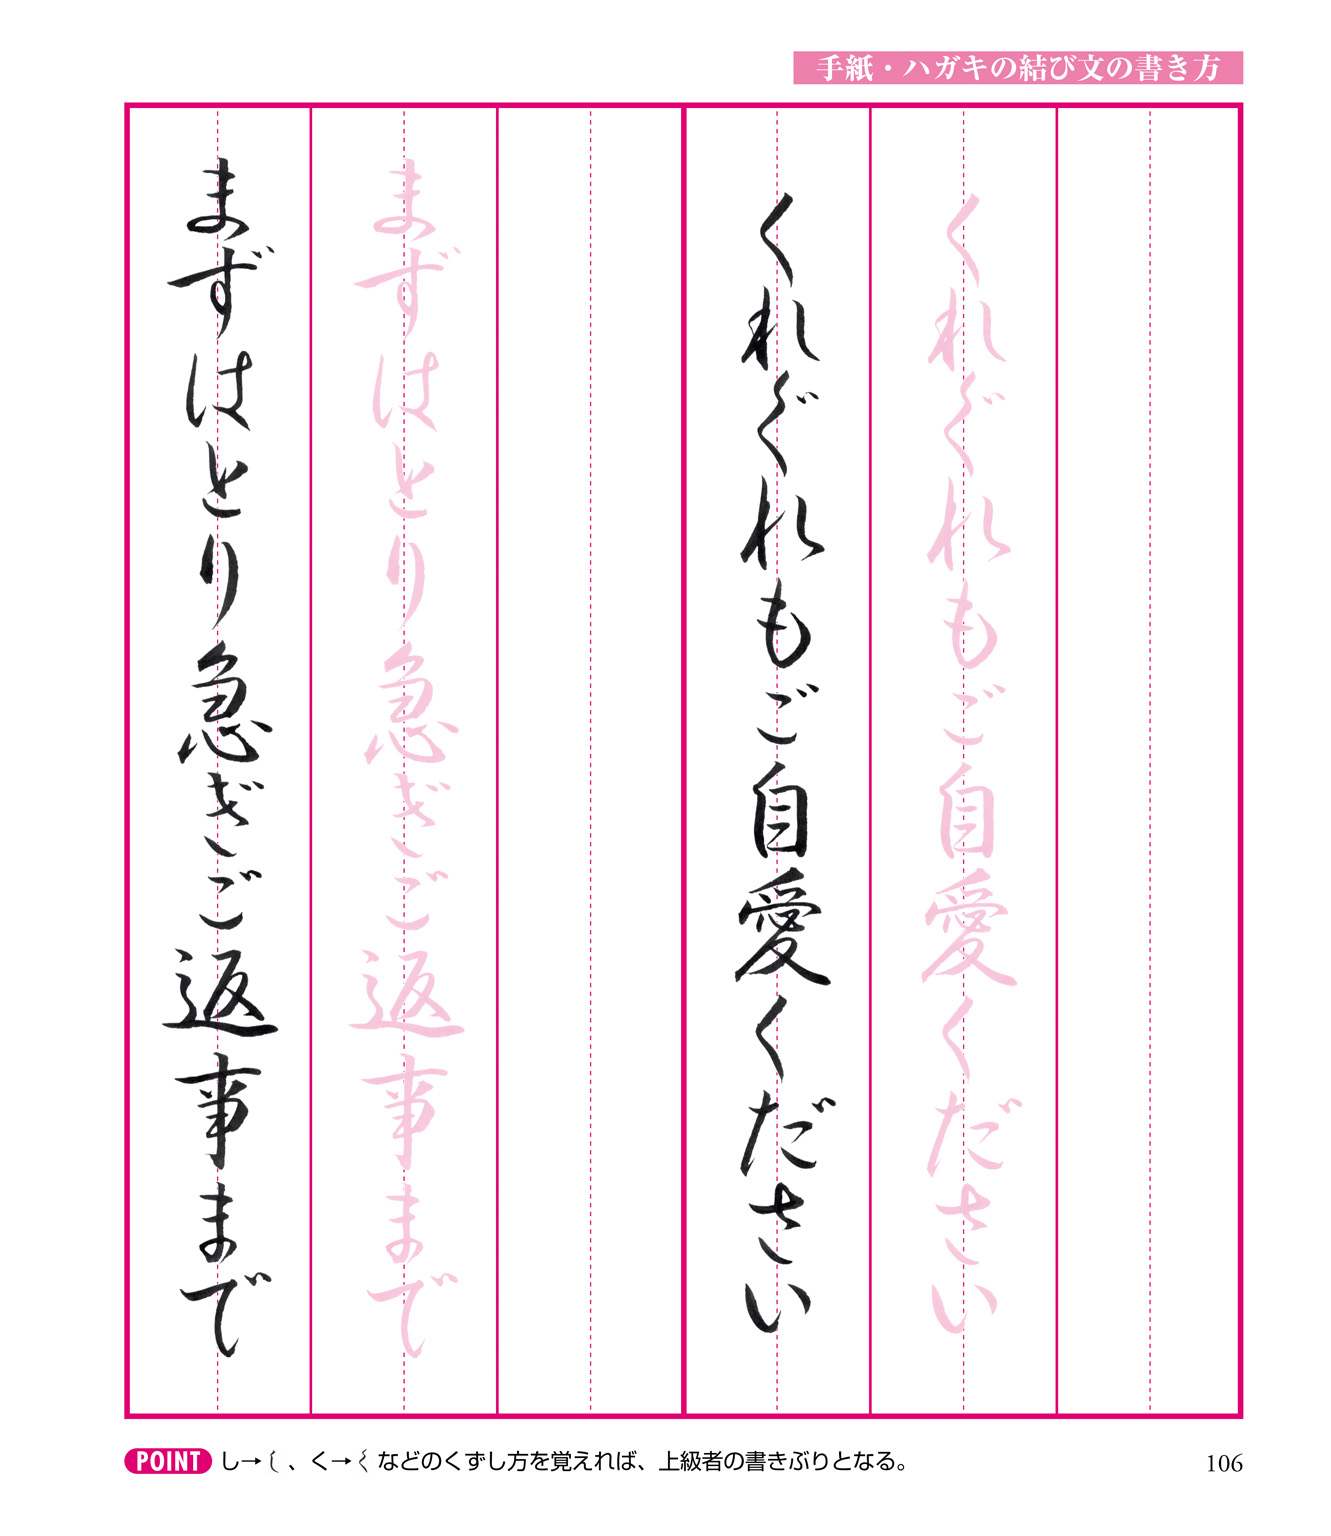 手紙・ハガキの結び文の書き方
くれぐれもご自愛ください
くれぐれもご自愛ください
まずはとり急ぎご返事まで
まずはとり急ぎご返事まで
POINT し→し、く→くなどのくずし方を覚えれば、上級者の書きぶりとなる。
106